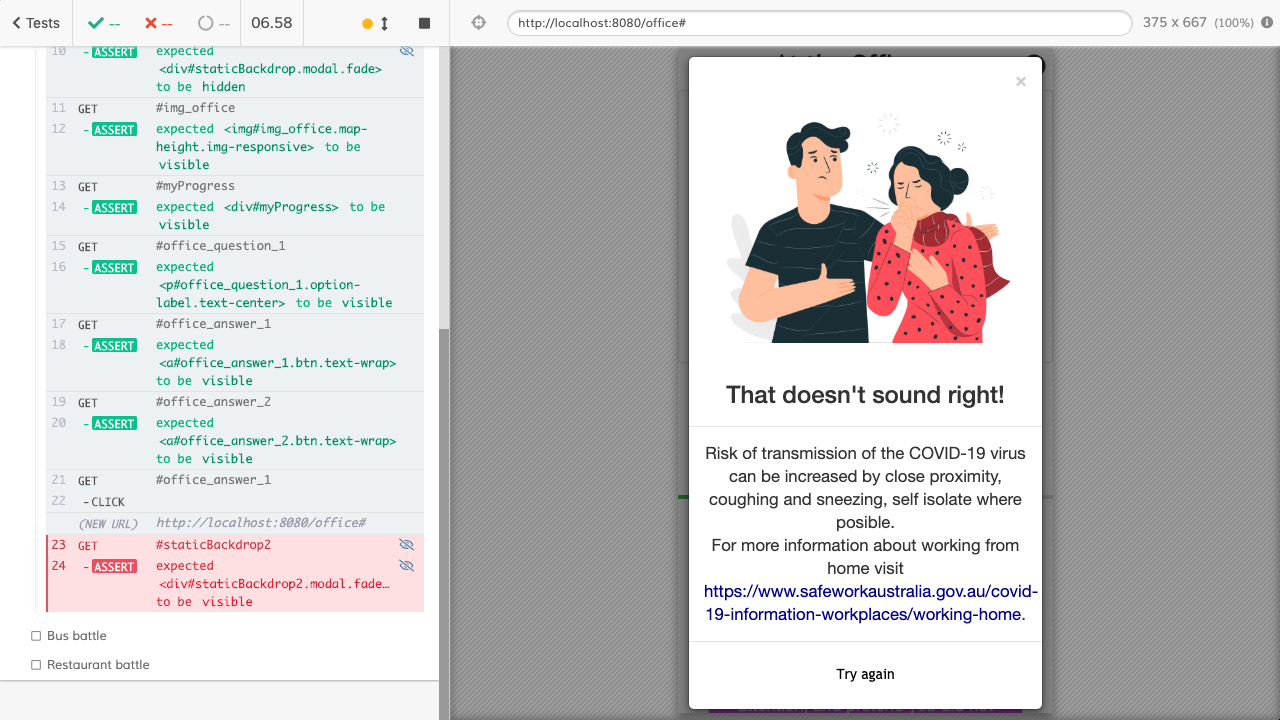 Tests
--
--
--
06.58
http://localhost:8080/office#
375 x 667 (100%)
10 - ASSERT expected
<div#staticBackdrop.modal.fade>
to be hidden
11 GET #img_office
12 - ASSERT expected <img#img_office.map-
height.img-responsive> to be
visible
13 GET #myProgress
14 - ASSERT expected <div#myProgress> to be
visible
15 GET #office_question_1
16 - ASSERT expected
<p#office_question_1.option-
label.text-center> to be visible
17 GET #office_answer_1
18 - ASSERT expected
<a#office_answer_1.btn.text-wrap>
to be visible
19 GET #office_answer_2
20 - ASSERT expected
<a#office_answer_2.btn.text-wrap>
to be visible
21 GET #office_answer_1
22 - CLICK
(NEW URL) http://localhost:8080/office#
23 GET #staticBackdrop2
24 - ASSERT expected
<div#staticBackdrop2.modal.fade…
to be visible
Bus battle
Restaurant battle
×
That doesn't sound right!
Risk of transmission of the COVID-19 virus
can be increased by close proximity,
coughing and sneezing, self isolate where
posible.
For more information about working from
home visit
https://www.safeworkaustralia.gov.au/covid-
19-information-workplaces/working-home.
Try again